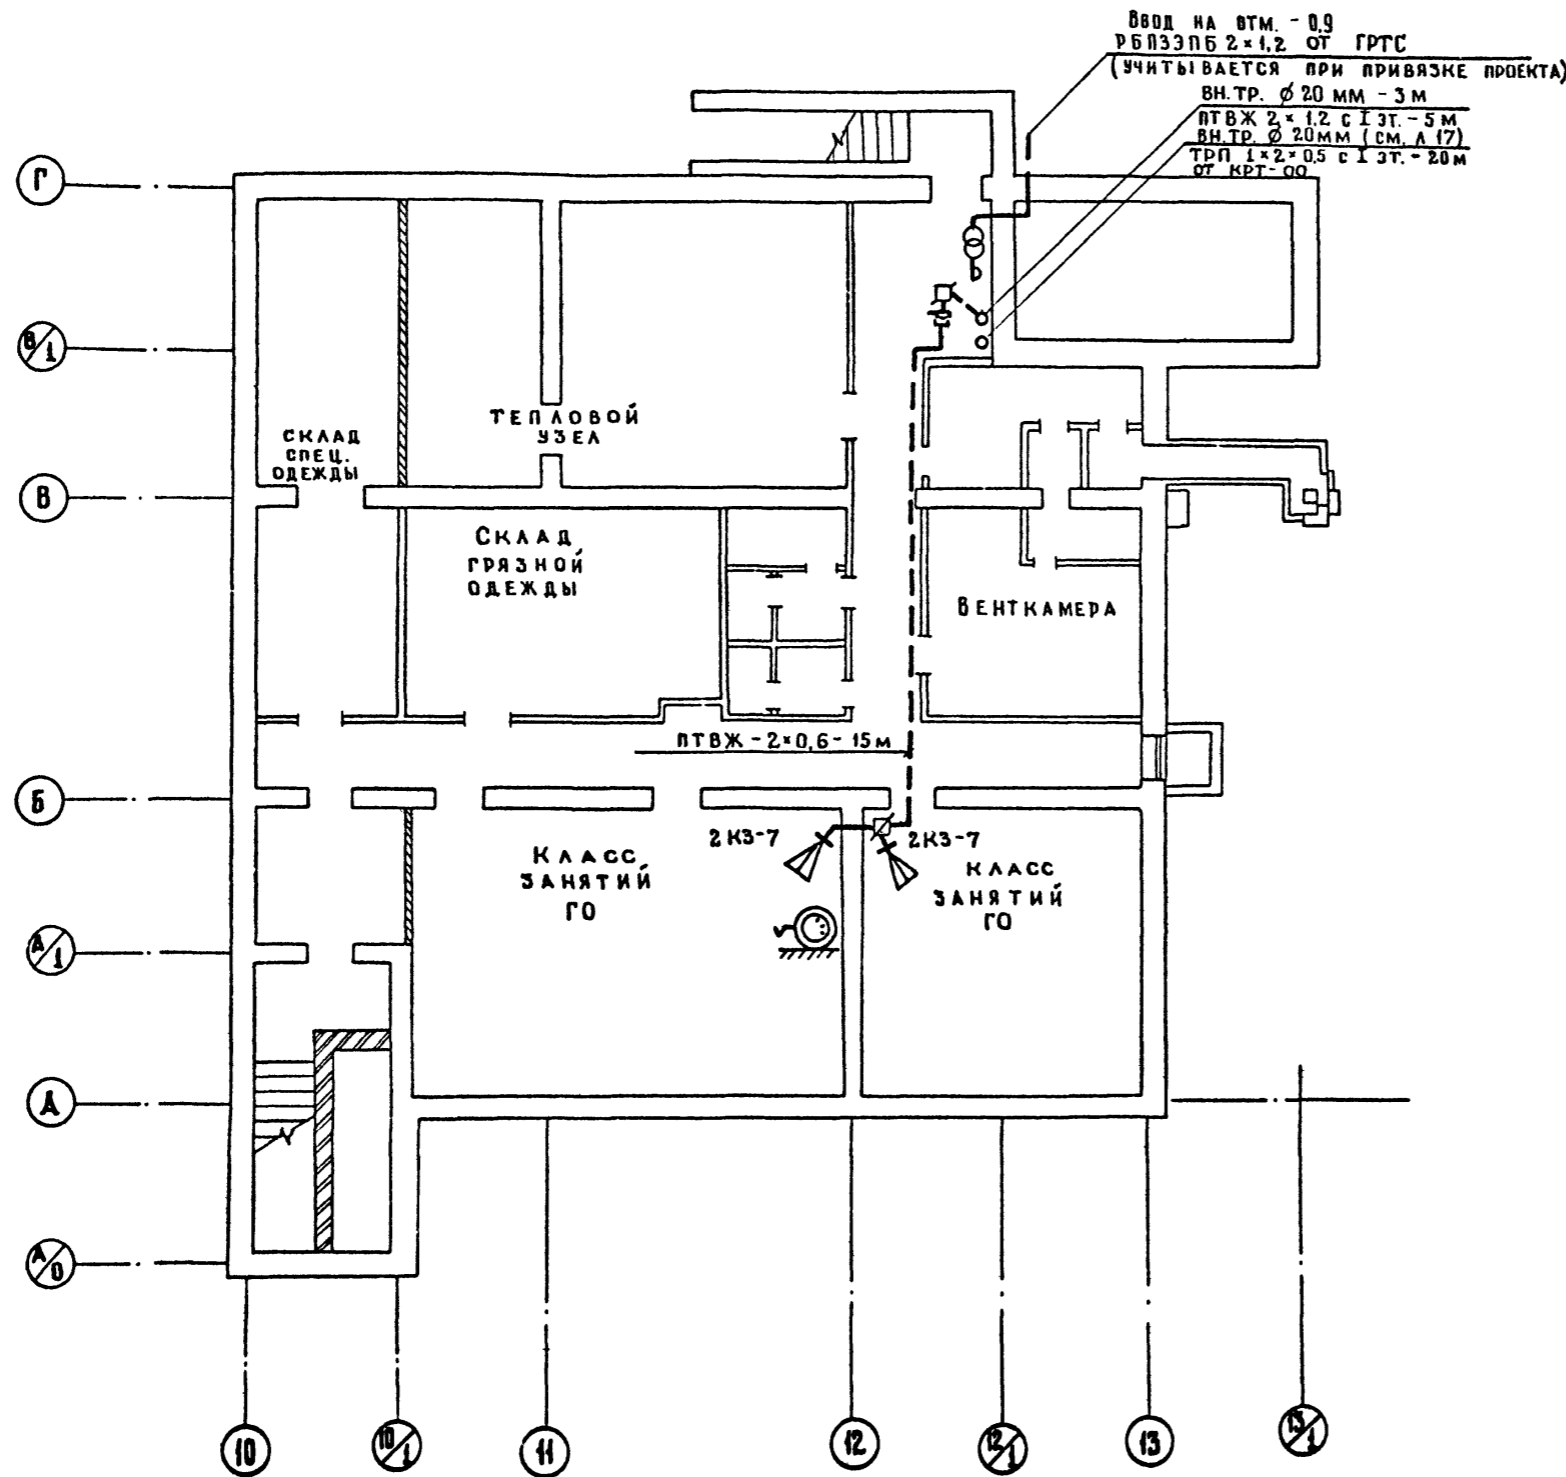 ВВОД НА ОТМ. - 0,9
РБПЗЭПБ 2×1,2 ОТ ГРТС
(УЧИТЫВАЕТСЯ ПРИ ПРИВЯЗКЕ ПРОЕКТА)
ВН.ТР. ∅ 20 ММ - 3 М
ПТВЖ 2×1,2 С I ЭТ. - 5 М
ВН.ТР. ∅ 20ММ (СМ. Л 17)
ТРП 1×2×0,5 С I ЭТ. - 20 М
ОТ КРТ-00
Г
В/1
ТЕПЛОВОЙ
УЗЕЛ
СКЛАД
СПЕЦ.
ОДЕЖДЫ
В
СКЛАД
ГРЯЗНОЙ
ОДЕЖДЫ
ВЕНТКАМЕРА
ПТВЖ - 2×0,6 - 15 М
Б
2КЗ-7
2КЗ-7
КЛАСС
ЗАНЯТИЙ
ГО
КЛАСС
ЗАНЯТИЙ
ГО
А/1
А
А/0
10
10/1
11
12
12/1
13
13/1